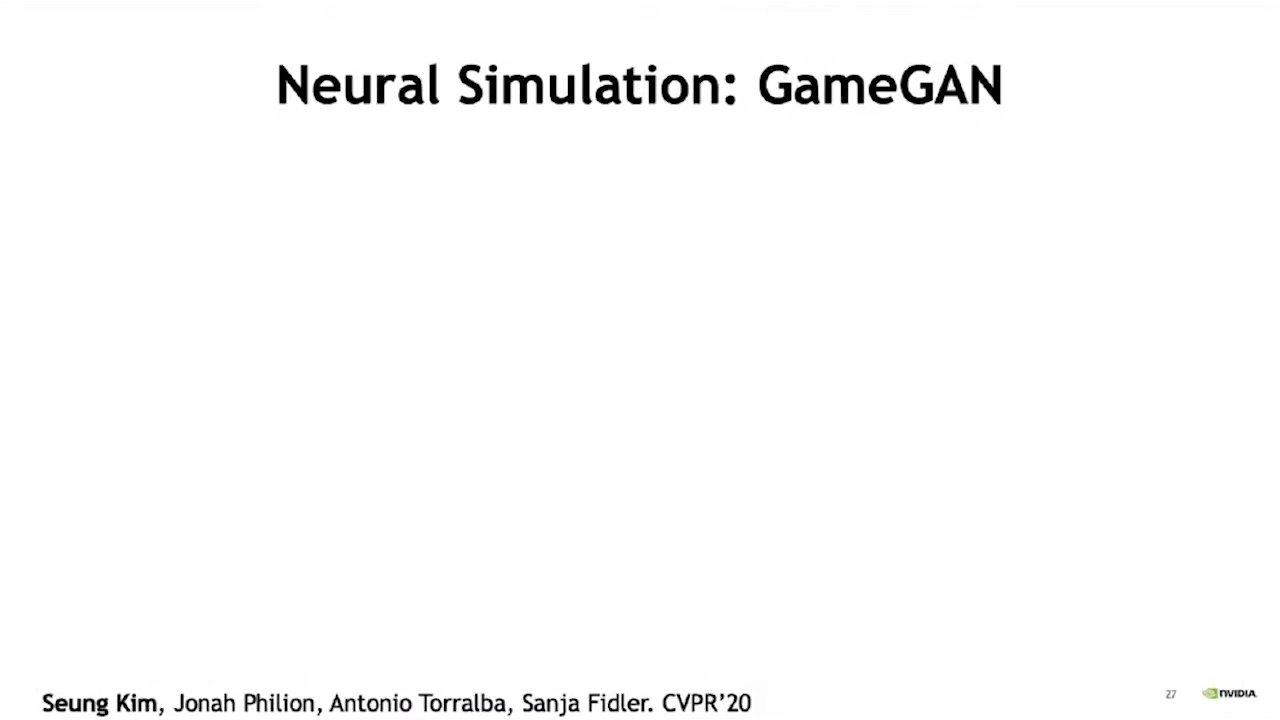 Neural Simulation: GameGAN
Seung Kim, Jonah Philion, Antonio Torralba, Sanja Fidler. CVPR’20
27
NVIDIA